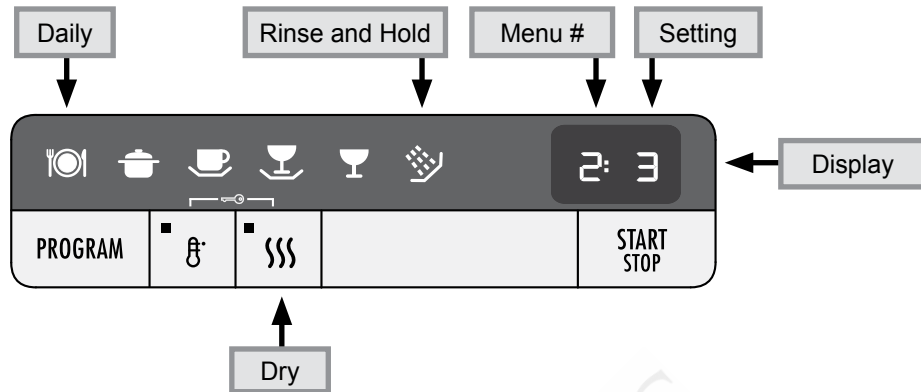 Daily
Rinse and Hold
Menu #
Setting
2: 3
Display
PROGRAM
START
STOP
Dry